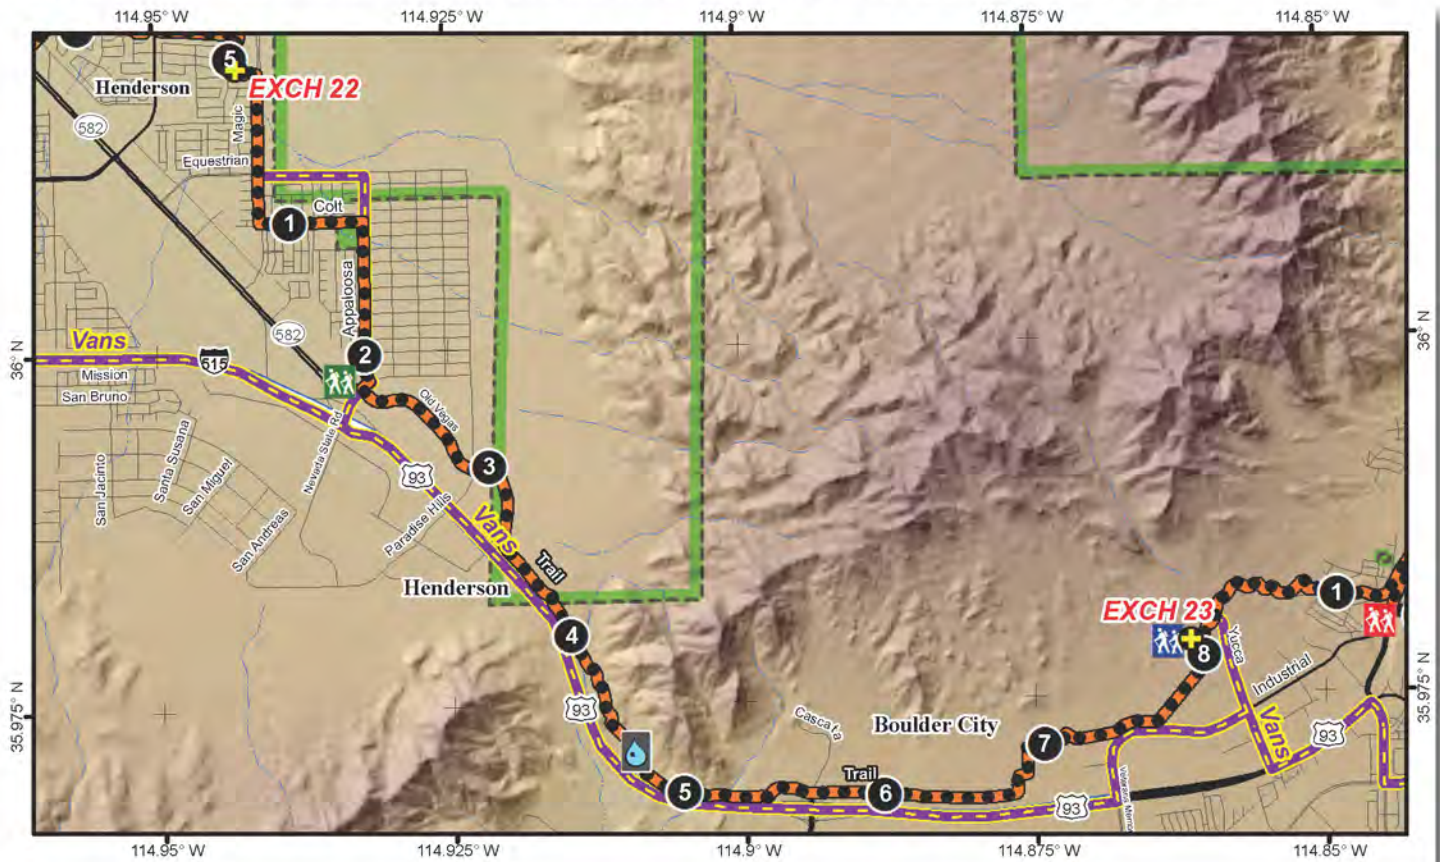 114.95° W
114.925° W
114.9° W
114.875° W
114.85° W
5
Henderson
EXCH 22
582
Magic
Equestrian
Colt
1
Appaloosa
582
36° N
36° N
Vans
515
2
Mission
San Bruno
Old Vegas
Nevada State Rd
Santa Susana
San Jacinto
San Miguel
San Andreas
93
3
Paradise Hills
Vans
Trail
Henderson
4
1
EXCH 23
8
Yucca
Industrial
35.975° N
35.975° N
93
Cascata
Boulder City
Vans
93
7
Trail
5
6
93
114.95° W
114.925° W
114.9° W
114.875° W
114.85° W